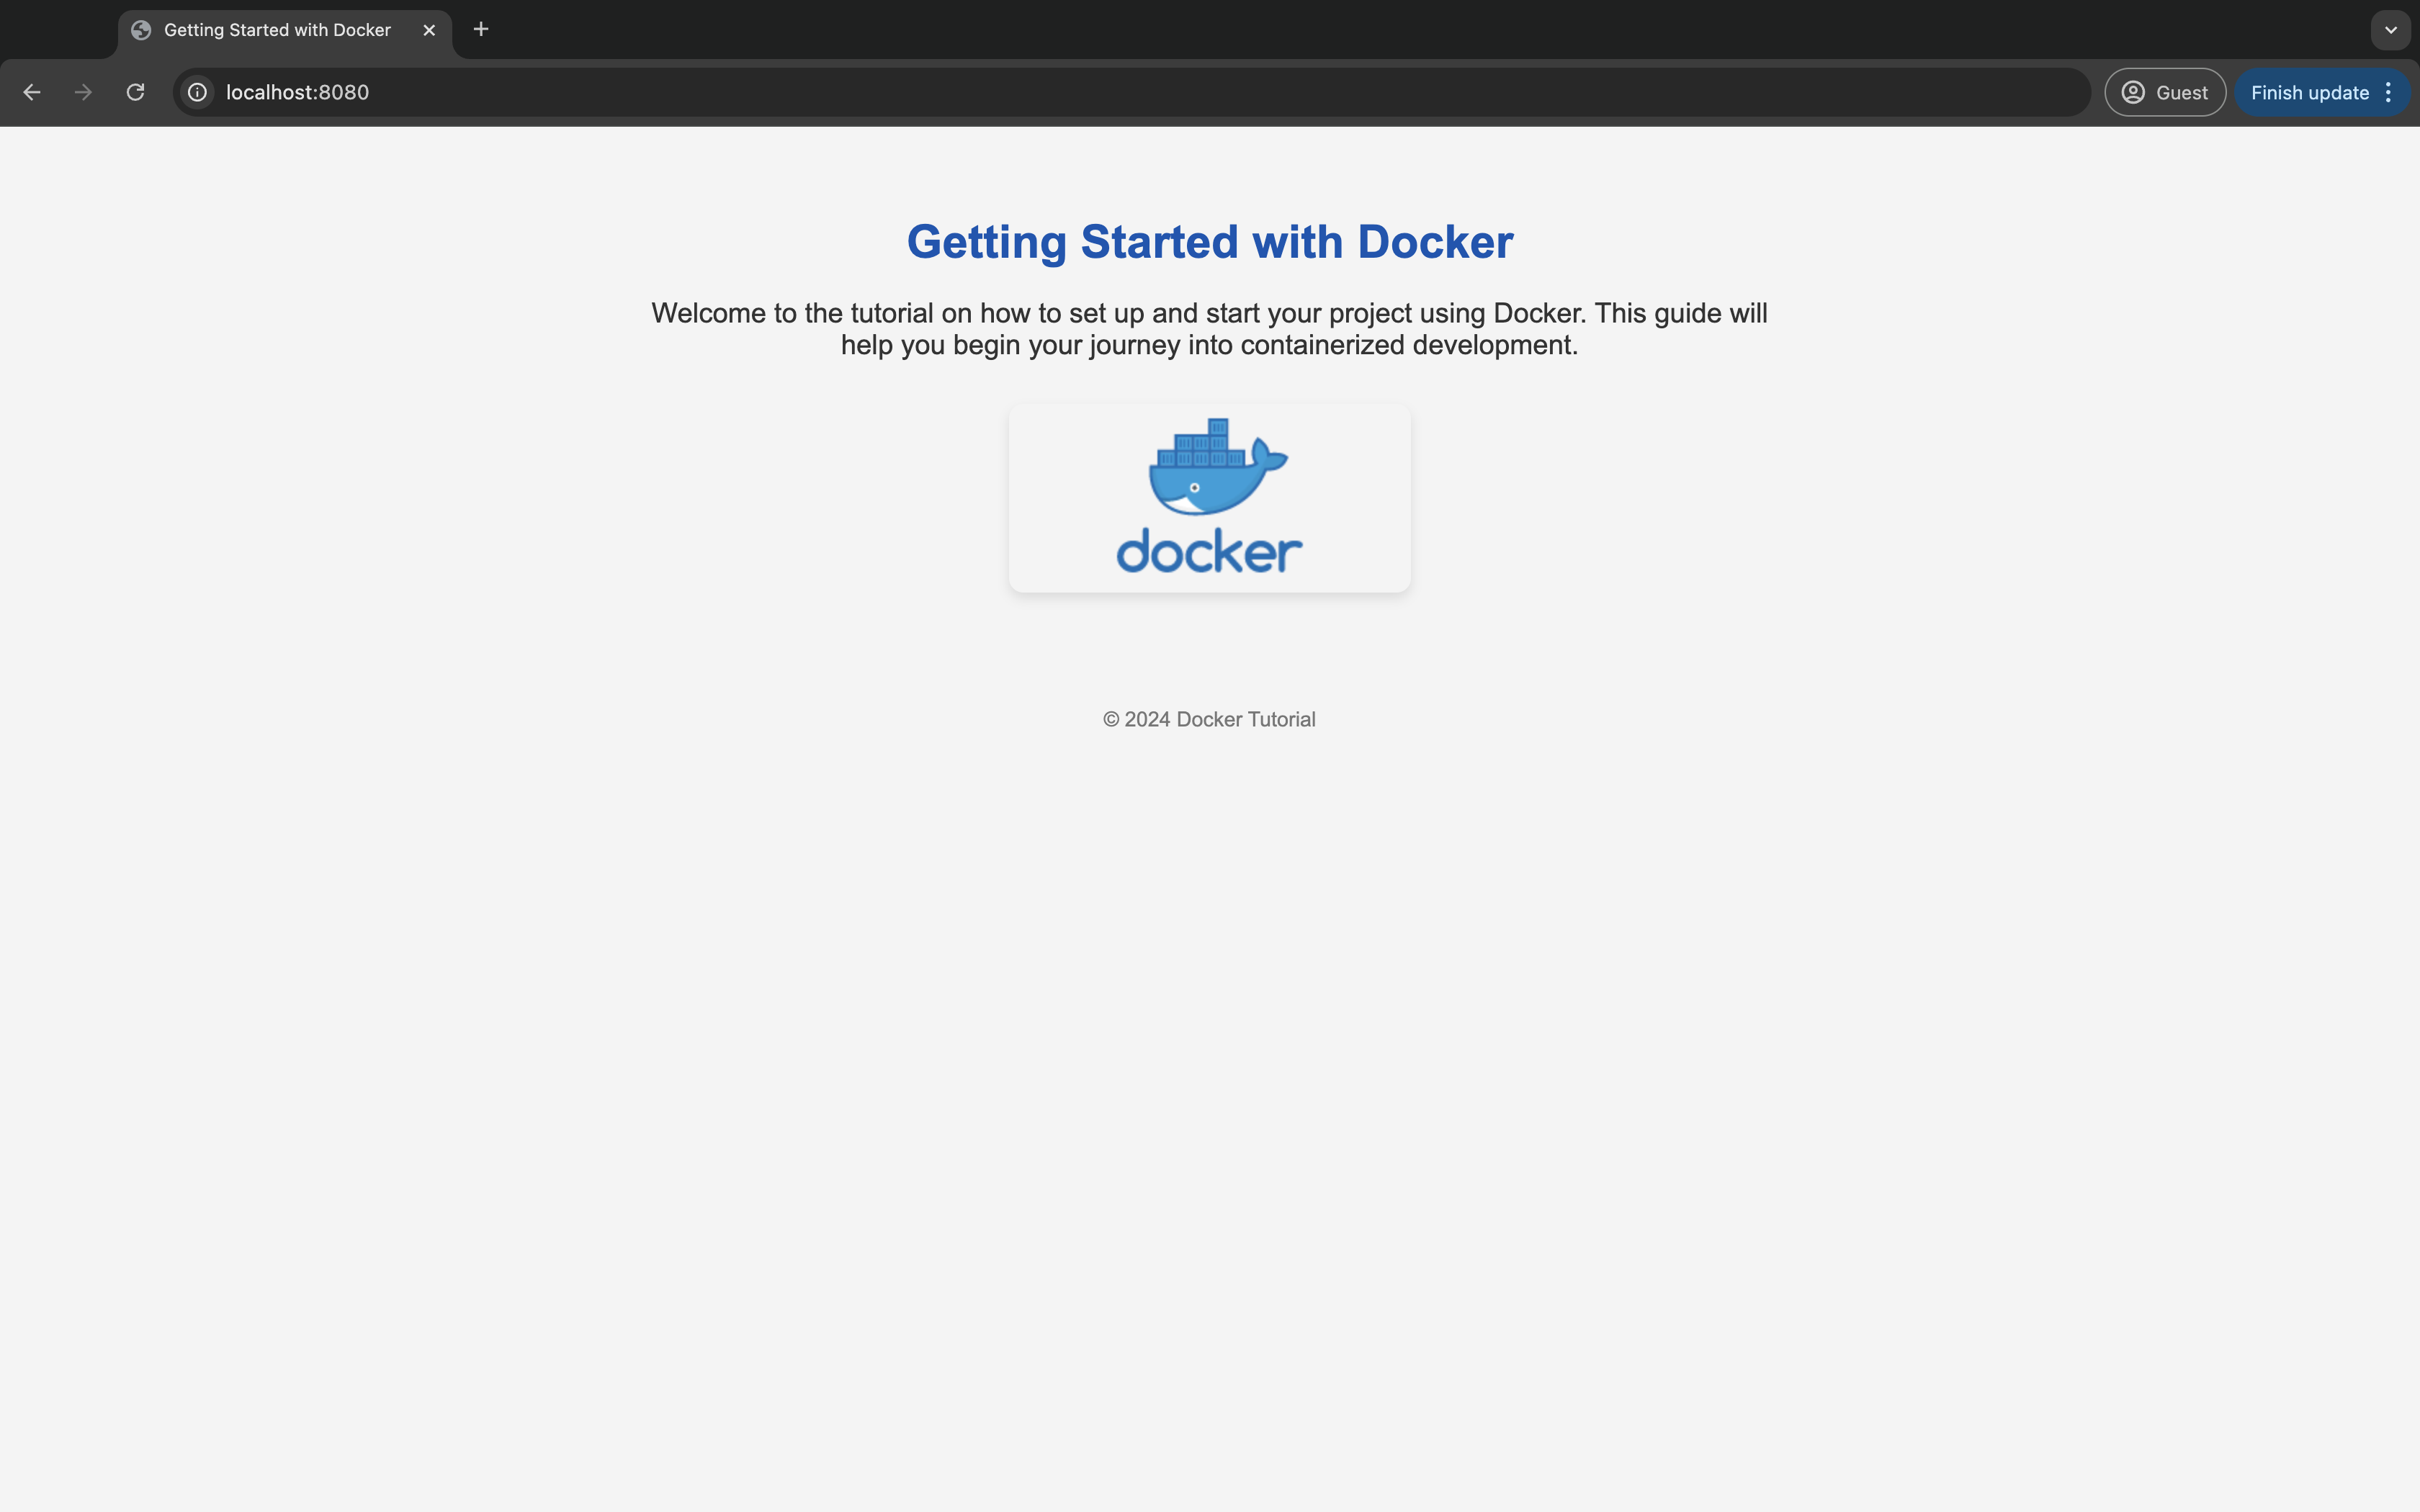 Getting Started with Docker
localhost:8080
Guest
Finish update
Getting Started with Docker
Welcome to the tutorial on how to set up and start your project using Docker. This guide will
help you begin your journey into containerized development.
docker
© 2024 Docker Tutorial